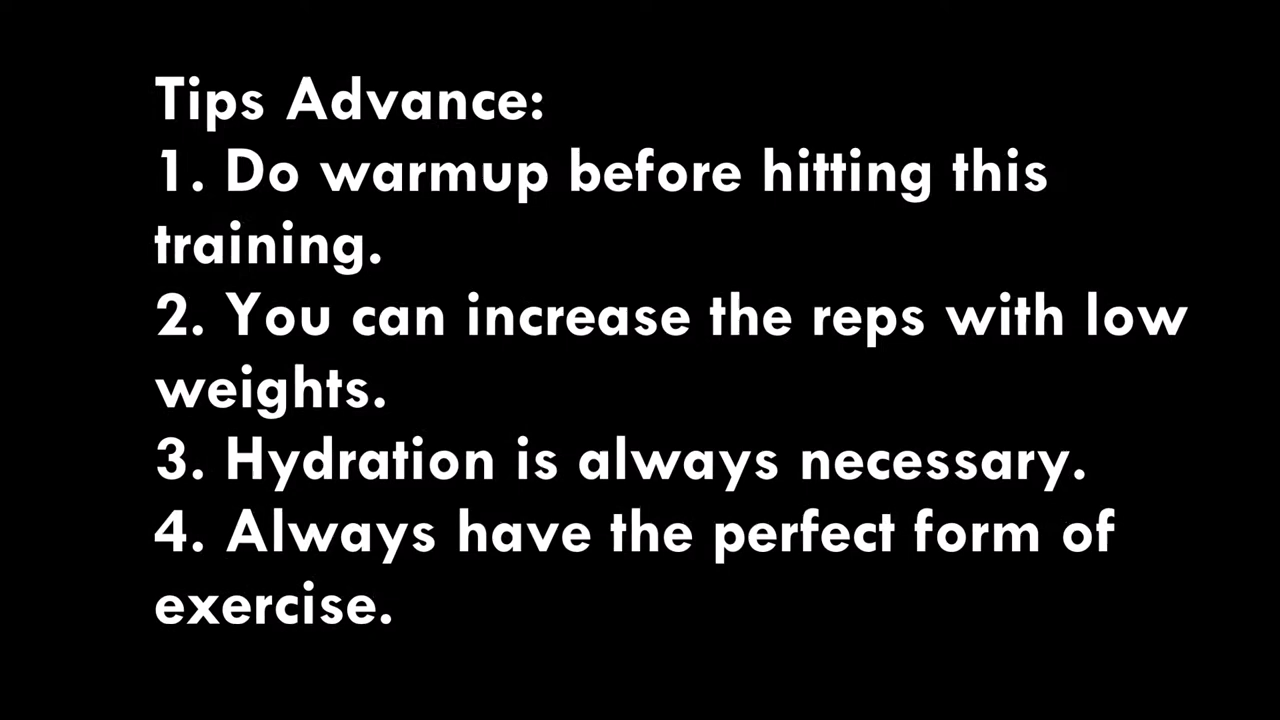 Tips Advance:
1. Do warmup before hitting this
training.
2. You can increase the reps with low
weights.
3. Hydration is always necessary.
4. Always have the perfect form of
exercise.